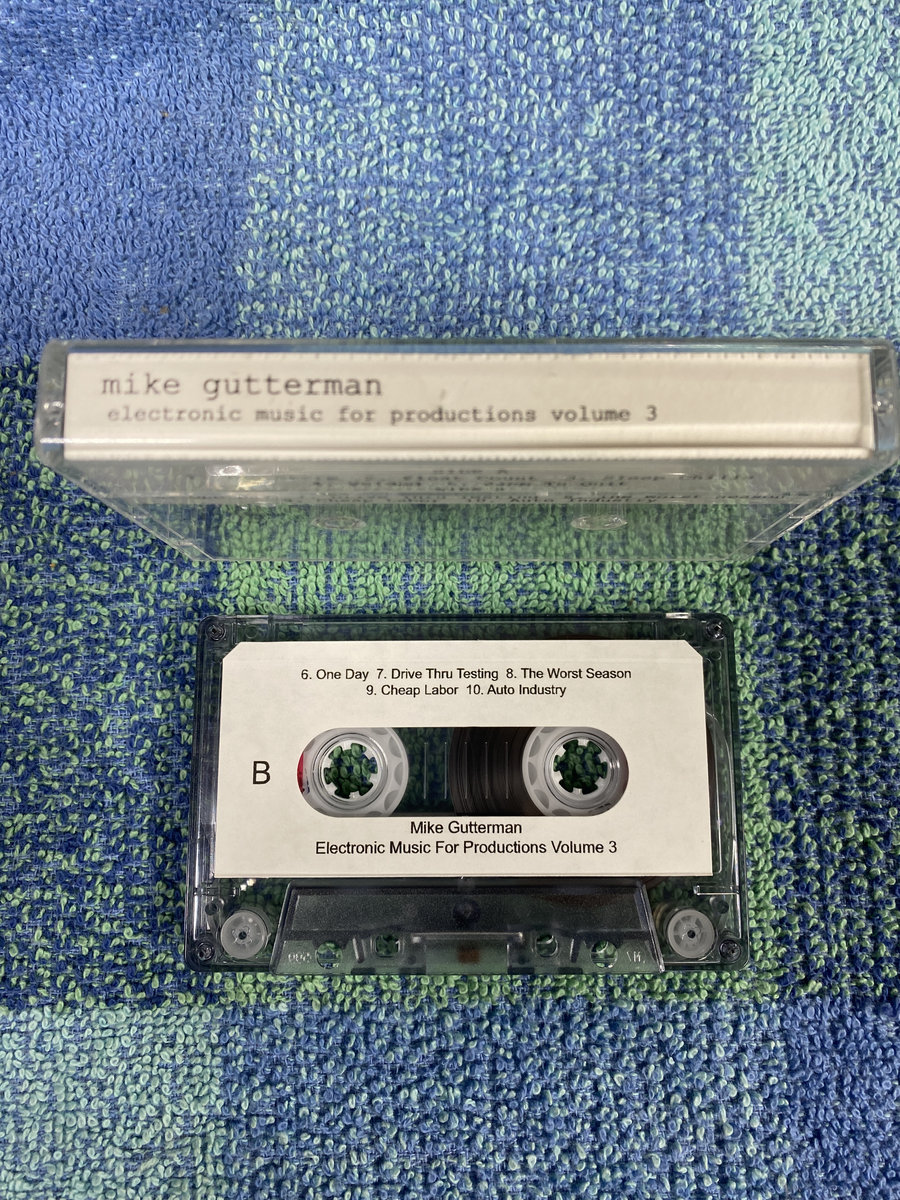 mike gutterman
electronic music for productions volume 3
6. One Day 7. Drive Thru Testing 8. The Worst Season
9. Cheap Labor 10. Auto Industry
B
Mike Gutterman
Electronic Music For Productions Volume 3